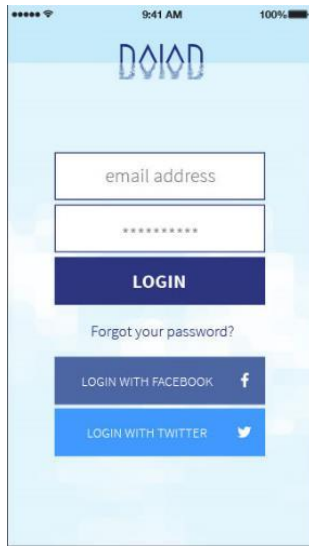 9:41 AM 100%
DOIOD
email address
**********
LOGIN
Forgot your password?
LOGIN WITH FACEBOOK f
LOGIN WITH TWITTER